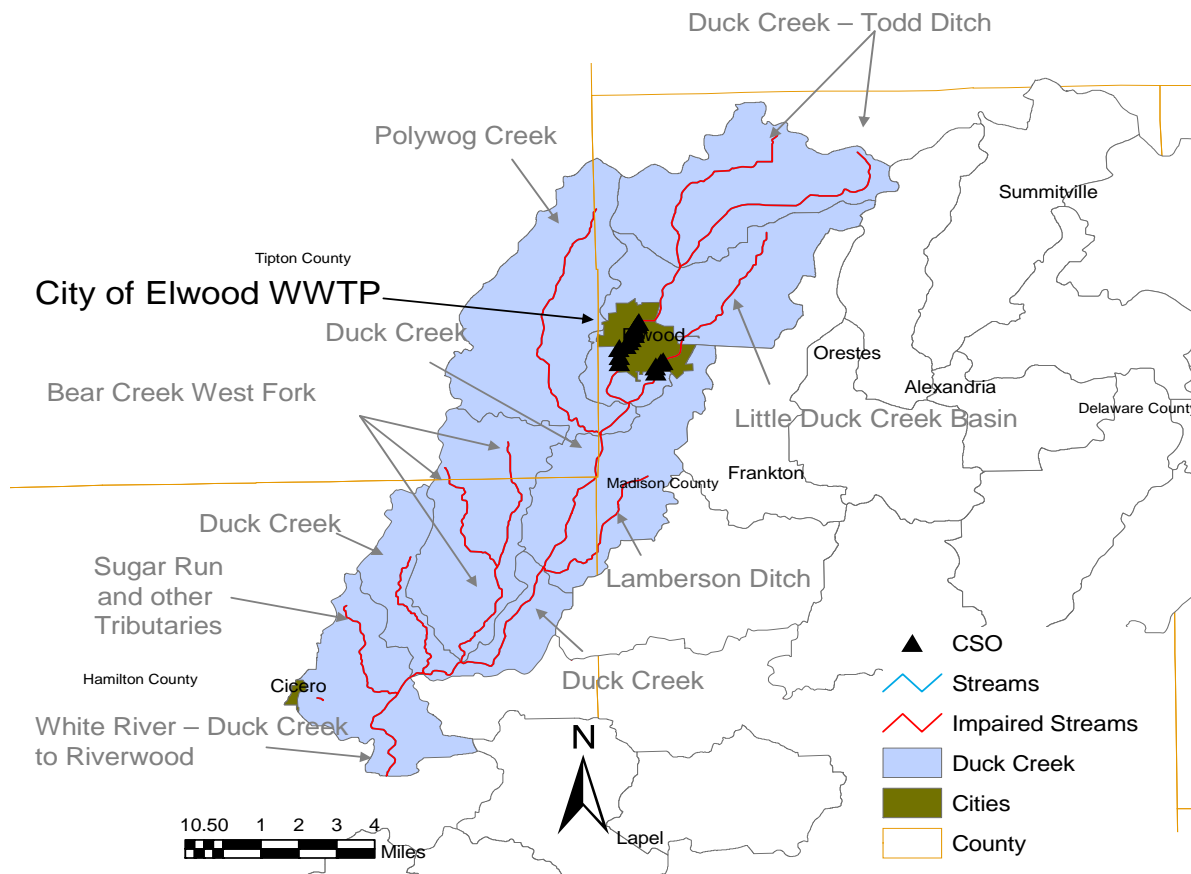 Duck Creek – Todd Ditch
Polywog Creek
Summitville
Tipton County
City of Elwood WWTP
Duck Creek
Elwood
Orestes
Bear Creek West Fork
Alexandria
Delaware County
Little Duck Creek Basin
Frankton
Madison County
Duck Creek
Sugar Run
and other
Tributaries
Lamberson Ditch
CSO
Hamilton County
Cicero
Duck Creek
Streams
White River – Duck Creek
to Riverwood
Impaired Streams
N
Duck Creek
Cities
10.50 1 2 3 4
Miles
Lapel
County